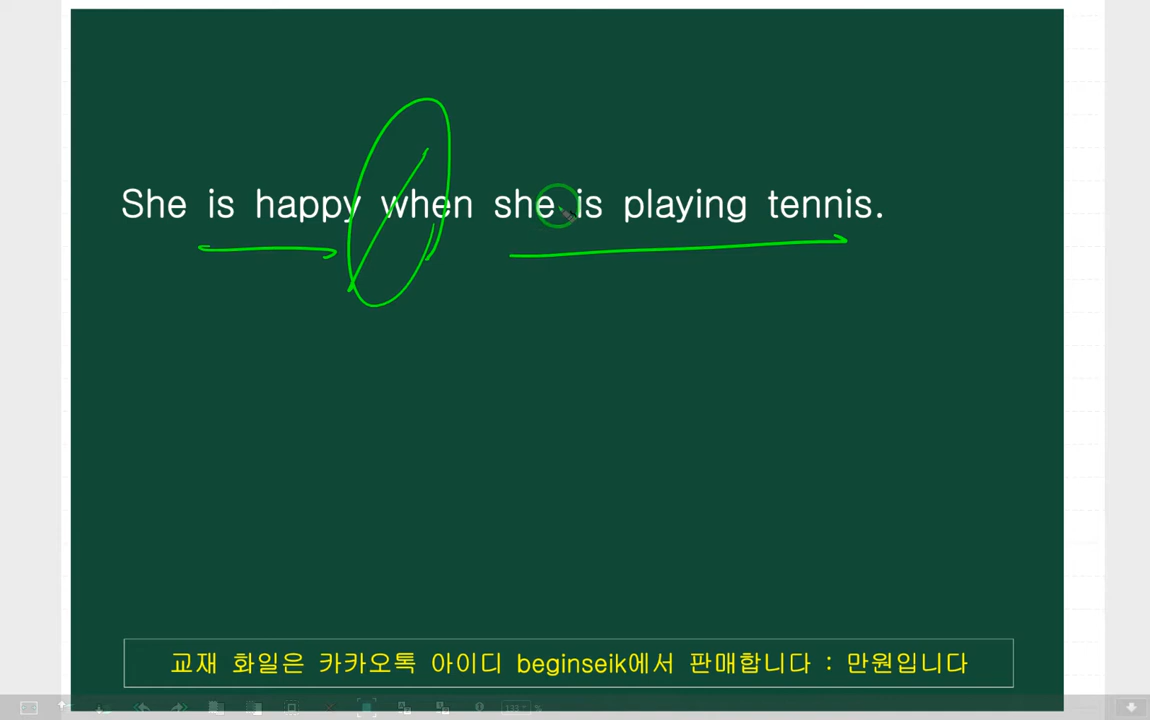 She is happy when she is playing tennis.
교재 화일은 카카오톡 아이디 beginseik에서 판매합니다 : 만원입니다
133 %